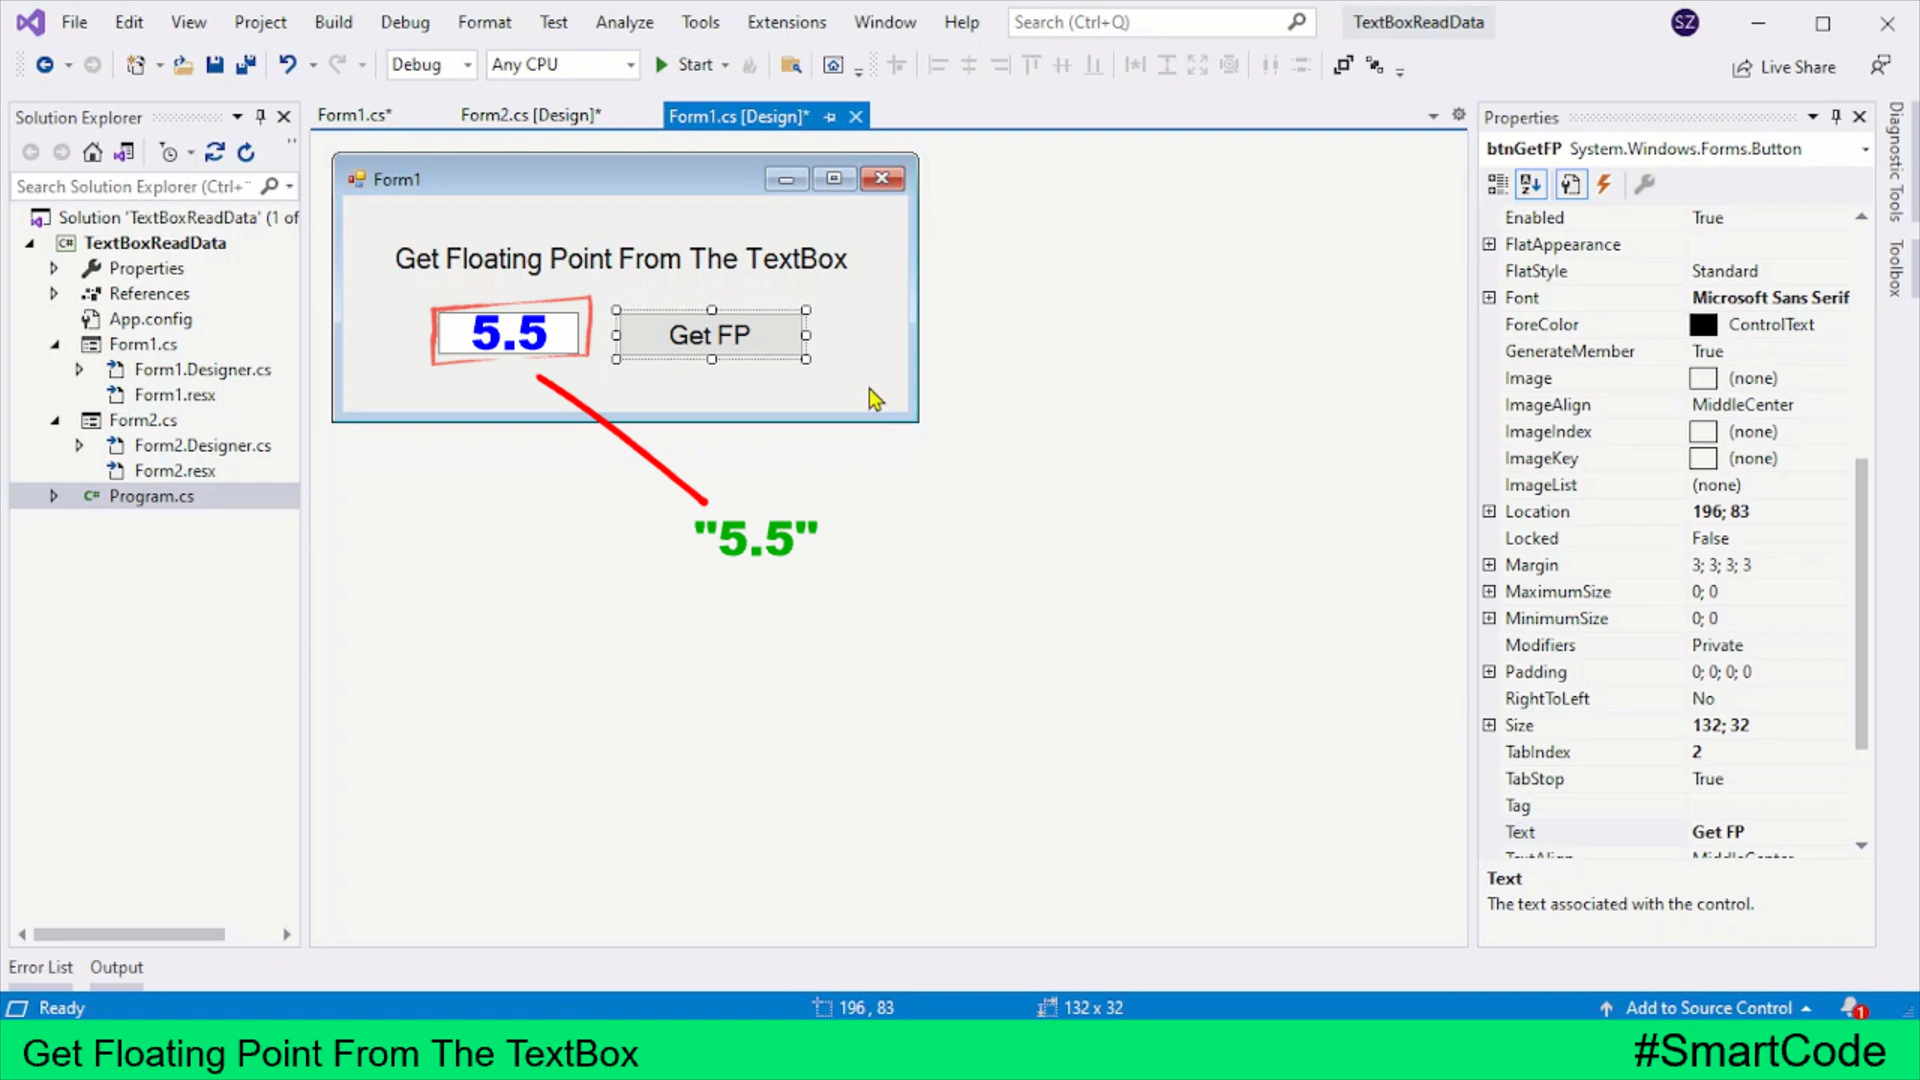 File Edit View Project Build Debug Format Test Analyze Tools Extensions Window Help Search (Ctrl+Q) TextBoxReadData SZ
Debug Any CPU Start Live Share
Solution Explorer
Search Solution Explorer (Ctrl+
Solution 'TextBoxReadData' (1 of
TextBoxReadData
Properties
References
App.config
Form1.cs
Form1.Designer.cs
Form1.resx
Form2.cs
Form2.Designer.cs
Form2.resx
C# Program.cs
Form1.cs* Form2.cs [Design]* Form1.cs [Design]*
Form1
Get Floating Point From The TextBox
5.5 Get FP
"5.5"
Properties
btnGetFP System.Windows.Forms.Button
Enabled True
FlatAppearance
FlatStyle Standard
Font Microsoft Sans Serif
ForeColor ControlText
GenerateMember True
Image (none)
ImageAlign MiddleCenter
ImageIndex (none)
ImageKey (none)
ImageList (none)
Location 196; 83
Locked False
Margin 3; 3; 3; 3
MaximumSize 0; 0
MinimumSize 0; 0
Modifiers Private
Padding 0; 0; 0; 0
RightToLeft No
Size 132; 32
TabIndex 2
TabStop True
Tag
Text Get FP
TextAlign MiddleCenter
Text
The text associated with the control.
Diagnostic Tools
Toolbox
Error List Output
Ready 196 , 83 132 x 32 Add to Source Control 1
Get Floating Point From The TextBox
#SmartCode